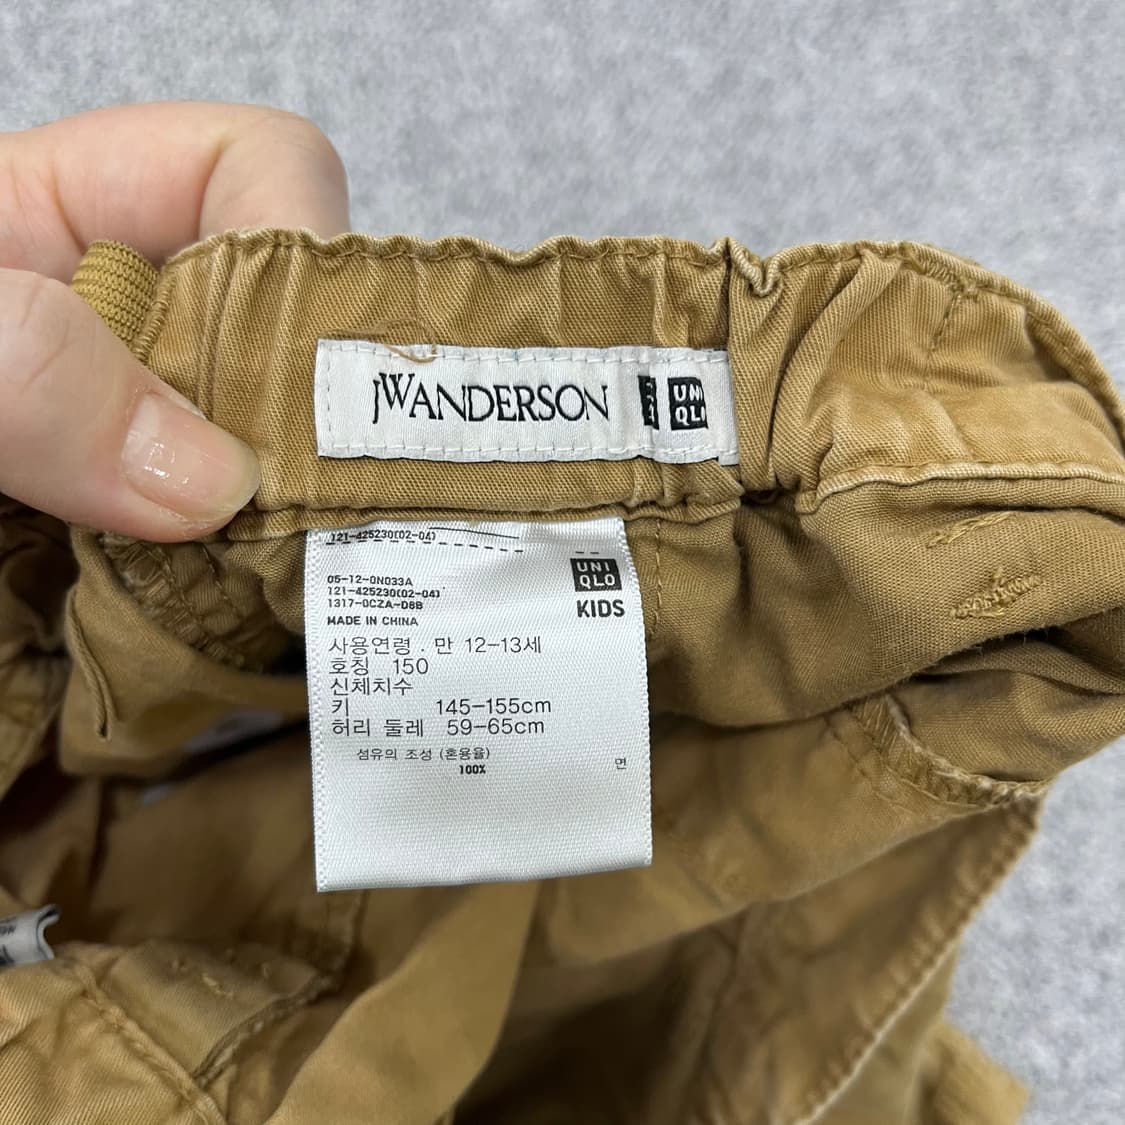 JWANDERSON UNI
QLO
121-425230(02-04)
UNI
QLO
KIDS
05-12-0N033A
121-425230(02-04)
1317-0CZA-D8B
MADE IN CHINA
사용연령 . 만 12-13세
호칭 150
신체치수
키 145-155cm
허리 둘레 59-65cm
섬유의 조성 (혼용율)
100% 면